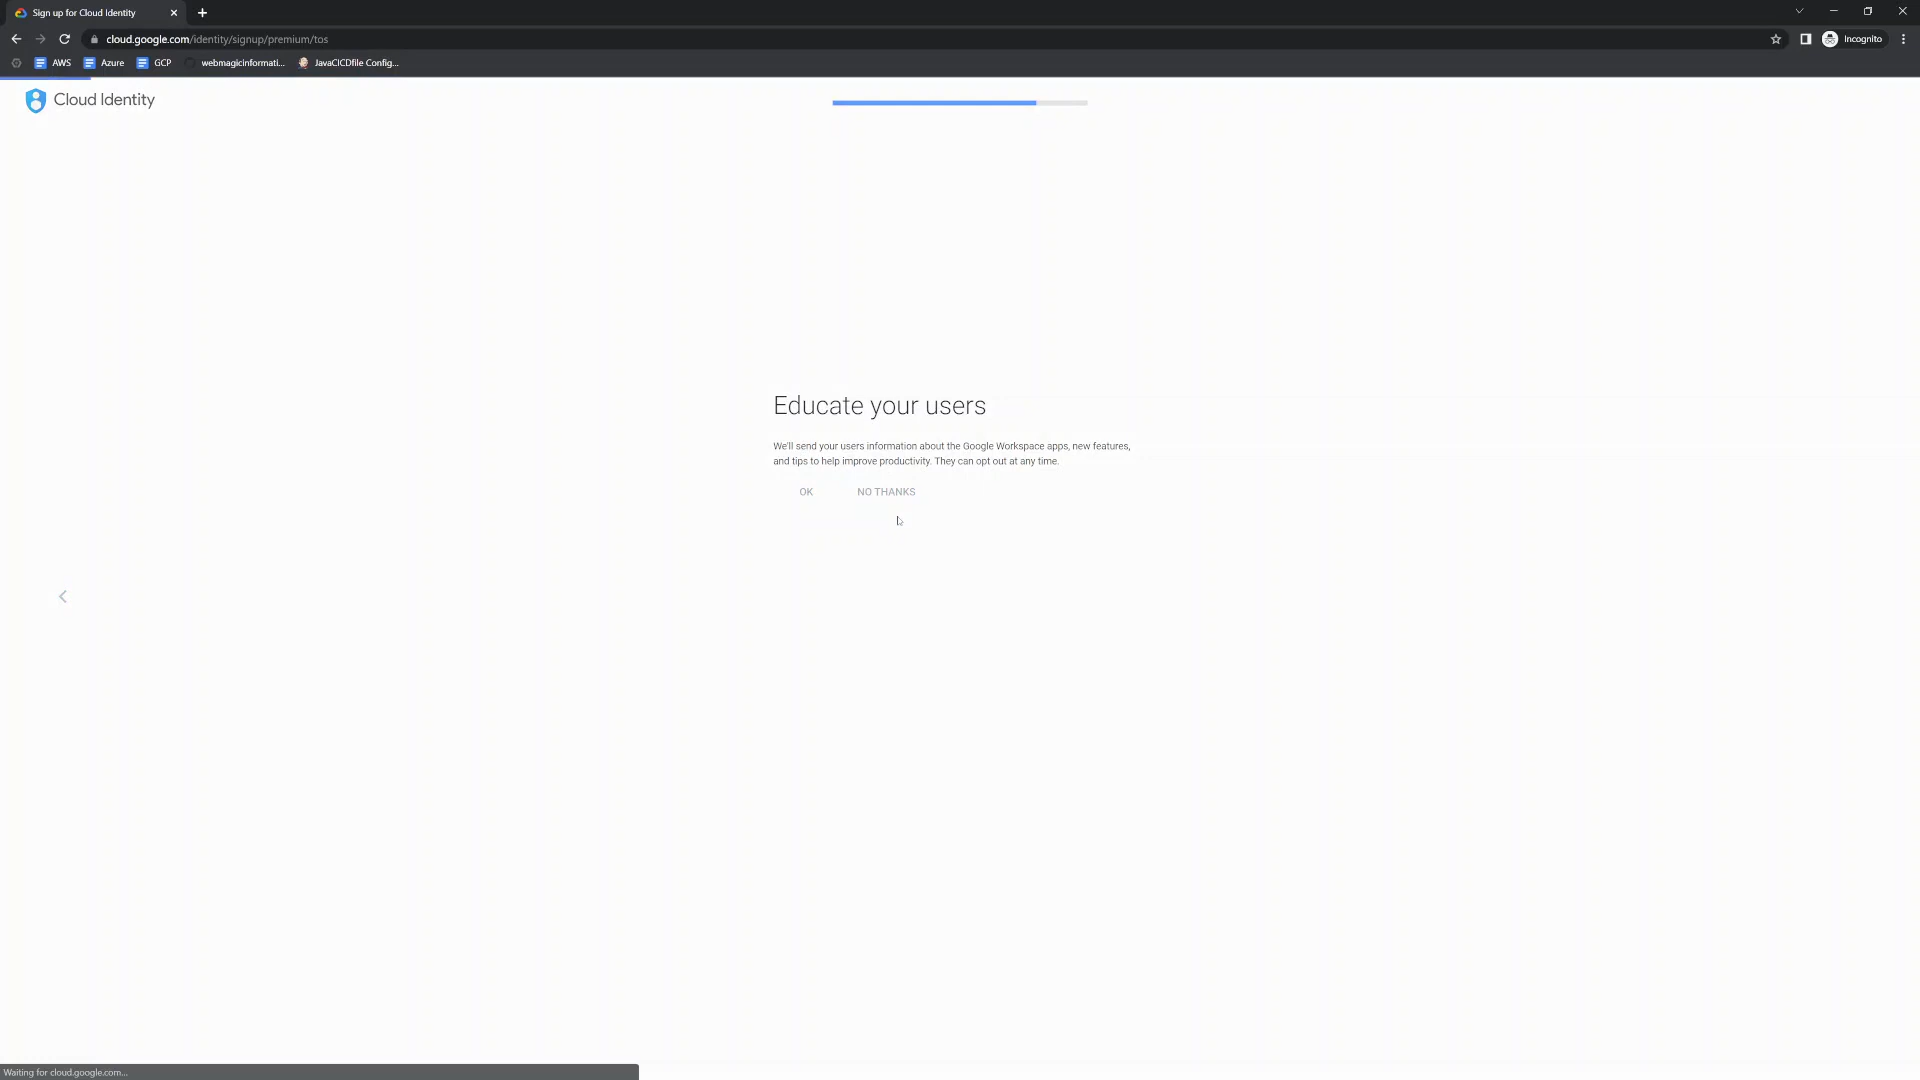 Sign up for Cloud Identity
cloud.google.com/identity/signup/premium/tos
Incognito
AWS
Azure
GCP
webmagicinformati...
JavaCICDfile Config...
Cloud Identity
Educate your users
We'll send your users information about the Google Workspace apps, new features,
and tips to help improve productivity. They can opt out at any time.
OK
NO THANKS
Waiting for cloud.google.com...